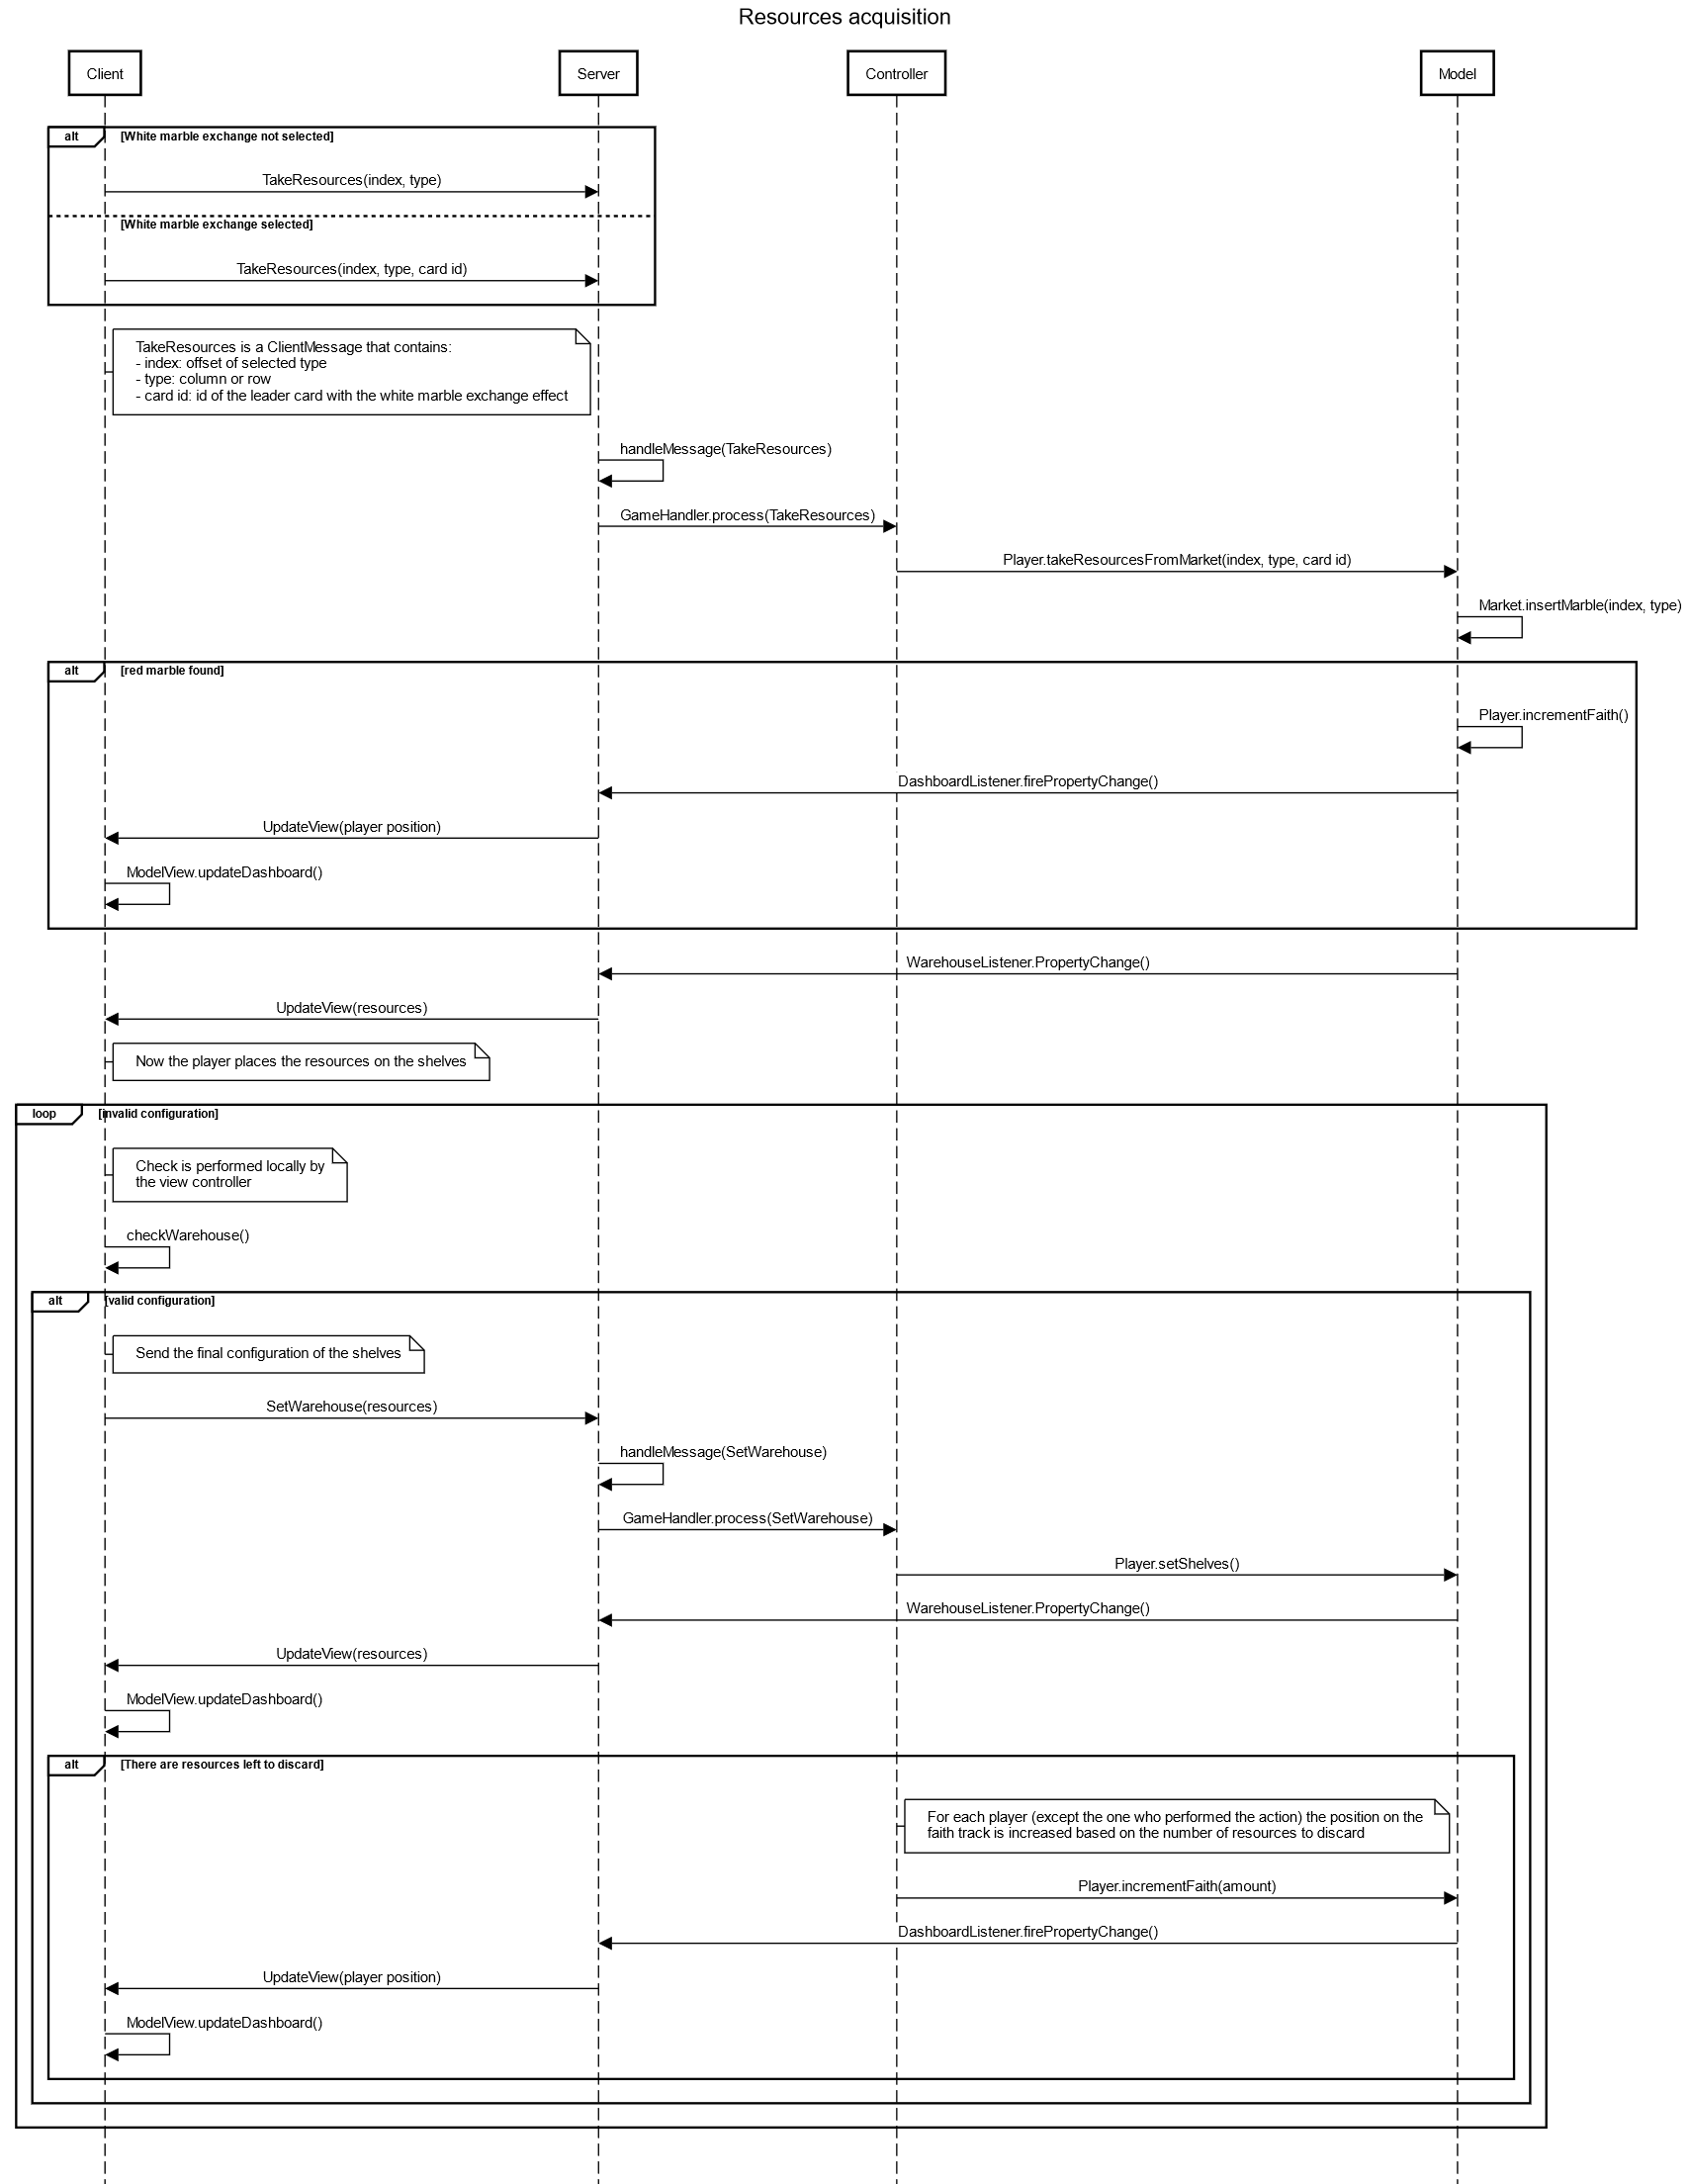 Resources acquisition
Client
Server
Controller
Model
alt
[White marble exchange not selected]
TakeResources(index, type)
[White marble exchange selected]
TakeResources(index, type, card id)
TakeResources is a ClientMessage that contains:
- index: offset of selected type
- type: column or row
- card id: id of the leader card with the white marble exchange effect
handleMessage(TakeResources)
GameHandler.process(TakeResources)
Player.takeResourcesFromMarket(index, type, card id)
Market.insertMarble(index, type)
alt
[red marble found]
Player.incrementFaith()
DashboardListener.firePropertyChange()
UpdateView(player position)
ModelView.updateDashboard()
WarehouseListener.PropertyChange()
UpdateView(resources)
Now the player places the resources on the shelves
loop
[invalid configuration]
Check is performed locally by
the view controller
checkWarehouse()
alt
[valid configuration]
Send the final configuration of the shelves
SetWarehouse(resources)
handleMessage(SetWarehouse)
GameHandler.process(SetWarehouse)
Player.setShelves()
WarehouseListener.PropertyChange()
UpdateView(resources)
ModelView.updateDashboard()
alt
[There are resources left to discard]
For each player (except the one who performed the action) the position on the
faith track is increased based on the number of resources to discard
Player.incrementFaith(amount)
DashboardListener.firePropertyChange()
UpdateView(player position)
ModelView.updateDashboard()